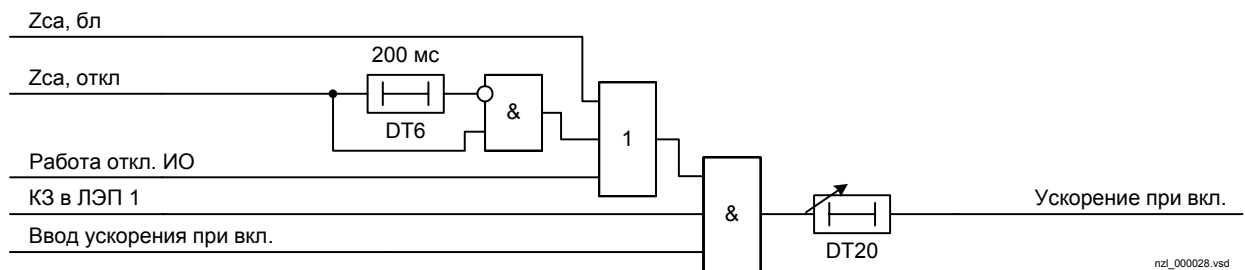 Zca, бл
200 мс
Zca, откл
&
DT6
1
Работа откл. ИО
КЗ в ЛЭП 1
&
Ускорение при вкл.
Ввод ускорения при вкл.
DT20
nzl_000028.vsd